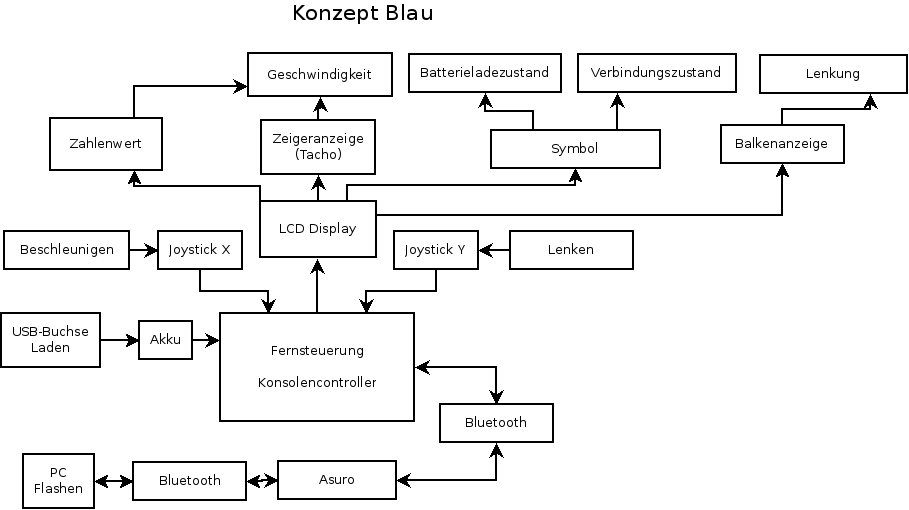 Konzept Blau
Geschwindigkeit
Batterieladezustand
Verbindungszustand
Lenkung
Zahlenwert
Zeigeranzeige
(Tacho)
Symbol
Balkenanzeige
LCD Display
Beschleunigen
Joystick X
Joystick Y
Lenken
USB-Buchse
Laden
Akku
Fernsteuerung
Konsolencontroller
Bluetooth
PC
Flashen
Bluetooth
Asuro